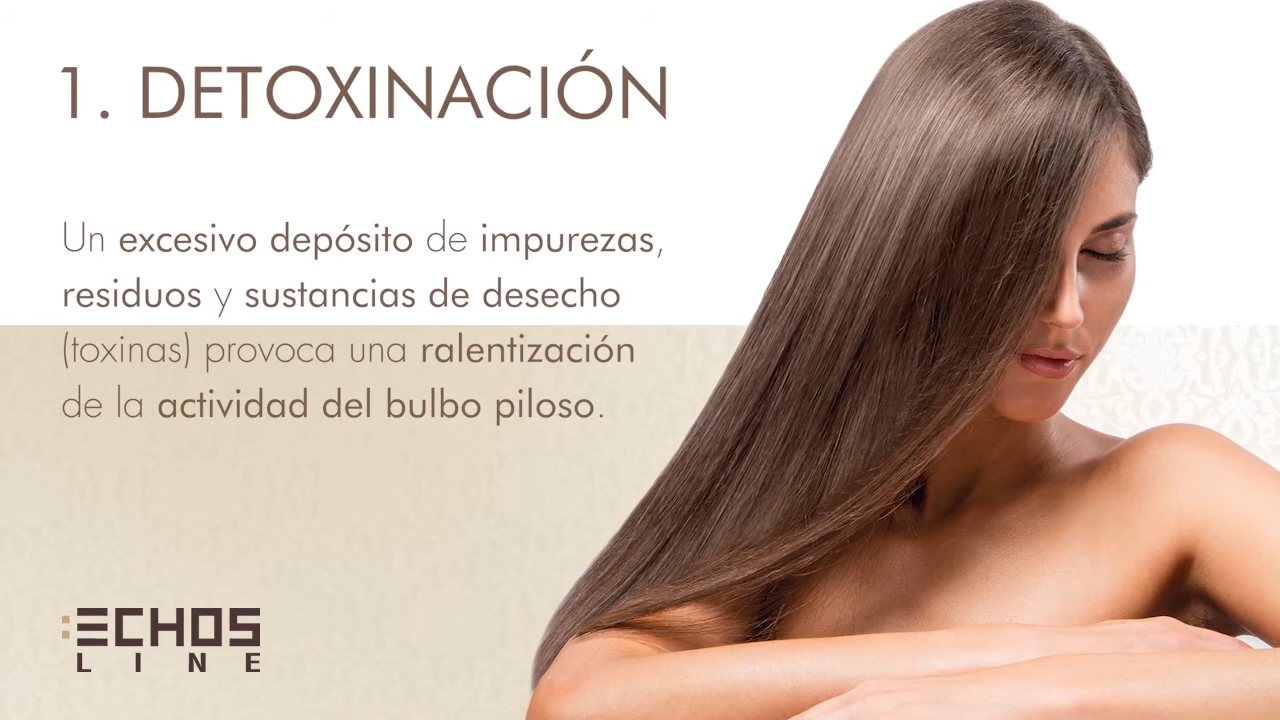 1. DETOXINACIÓN
Un excesivo depósito de impurezas,
residuos y sustancias de desecho
(toxinas) provoca una ralentización
de la actividad del bulbo piloso.
ECHOS
LINE